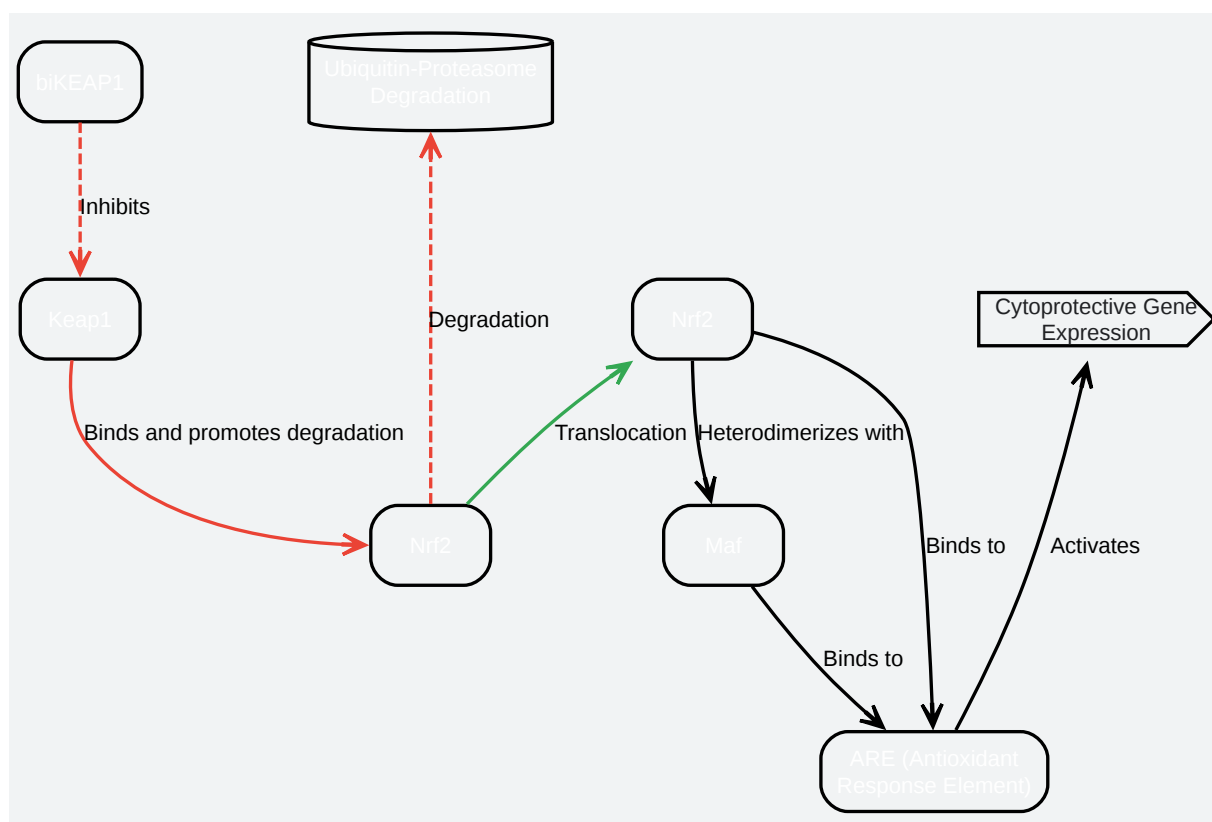 biKEAP1
Ubiquitin-Proteasome
Degradation
Inhibits
Keap1
Degradation
Nrf2
Cytoprotective Gene
Expression
Binds and promotes degradation
Translocation
Heterodimerizes with
Nrf2
Maf
Binds to
Activates
Binds to
ARE (Antioxidant
Response Element)